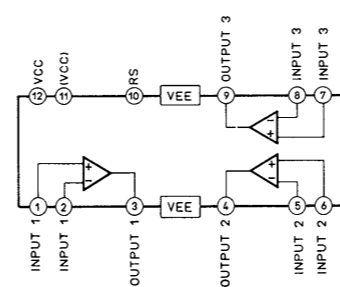 VCC
(VCC)
RS
OUTPUT 3
INPUT 3
INPUT 3
12
11
10
VEE
9
8
7
−
+
+
−
+
−
1
2
3
VEE
4
5
6
INPUT 1
INPUT 1
OUTPUT 1
OUTPUT 2
INPUT 2
INPUT 2